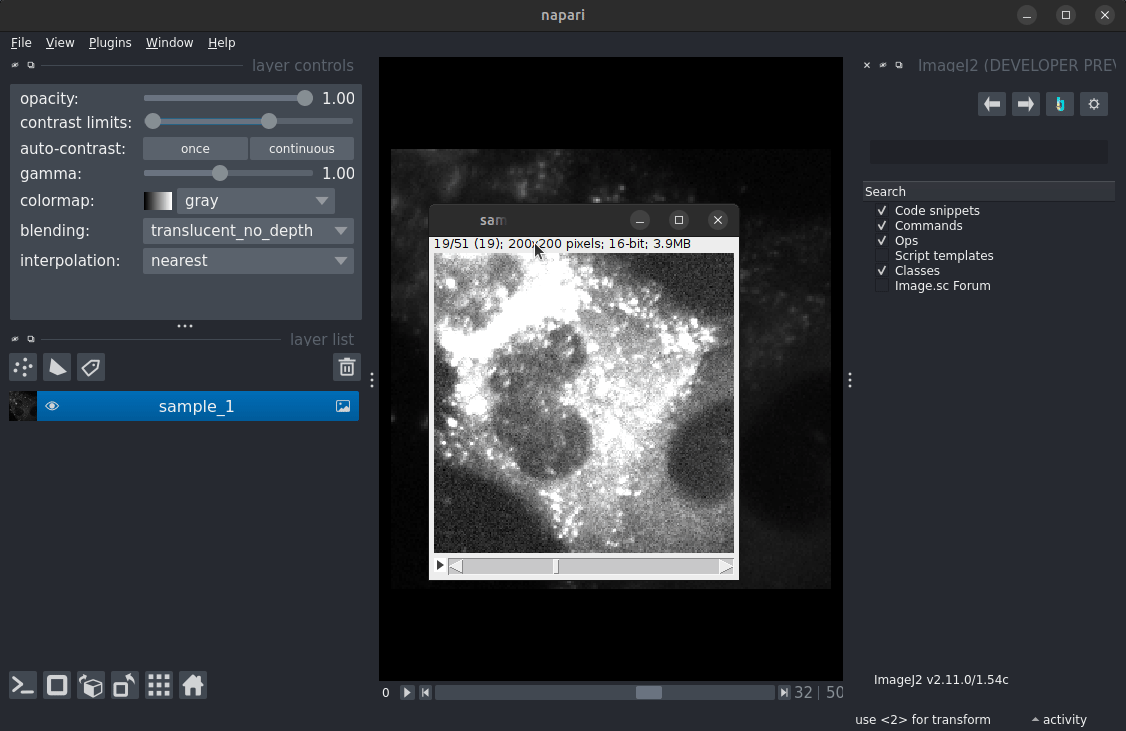 napari
File View Plugins Window Help
layer controls
opacity: 1.00
contrast limits:
auto-contrast: once continuous
gamma: 1.00
colormap: gray
blending: translucent_no_depth
interpolation: nearest
layer list
sample_1
sam
19/51 (19); 200x200 pixels; 16-bit; 3.9MB
0 32 | 50
ImageJ2 (DEVELOPER PREV
Search
Code snippets
Commands
Ops
Script templates
Classes
Image.sc Forum
ImageJ2 v2.11.0/1.54c
use <2> for transform activity